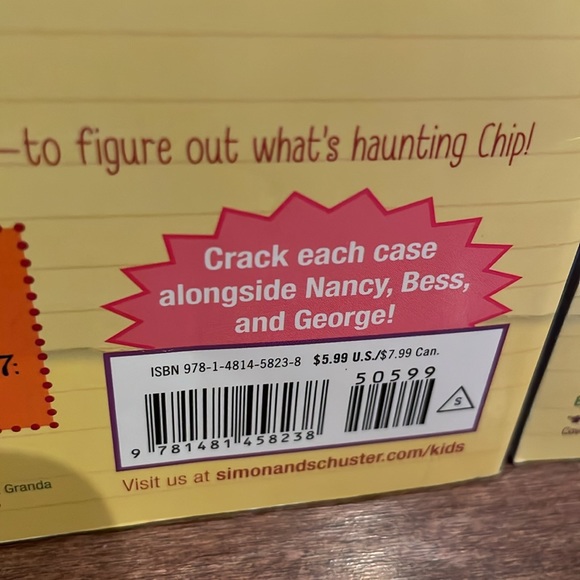 —to figure out what's haunting Chip!
Crack each case
alongside Nancy, Bess,
and George!
7:
ISBN 978-1-4814-5823-8 $5.99 U.S./$7.99 Can.
50599
S
9 781481 458238
Granda
Visit us at simonandschuster.com/kids